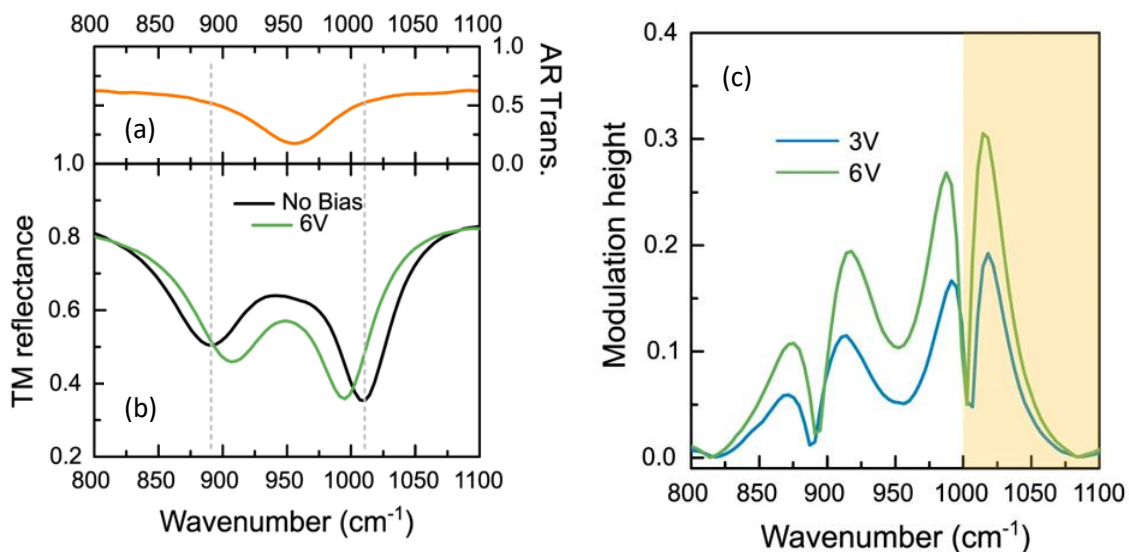 800 850 900 950 1000 1050 1100
1.0
0.5
0.0
AR Trans.
(a)
1.0
0.8
0.6
0.4
0.2
TM reflectance
No Bias
6V
(b)
800 850 900 950 1000 1050 1100
Wavenumber (cm-1)
0.4
0.3
0.2
0.1
0.0
Modulation height
(c)
3V
6V
800 850 900 950 1000 1050 1100
Wavenumber (cm-1)